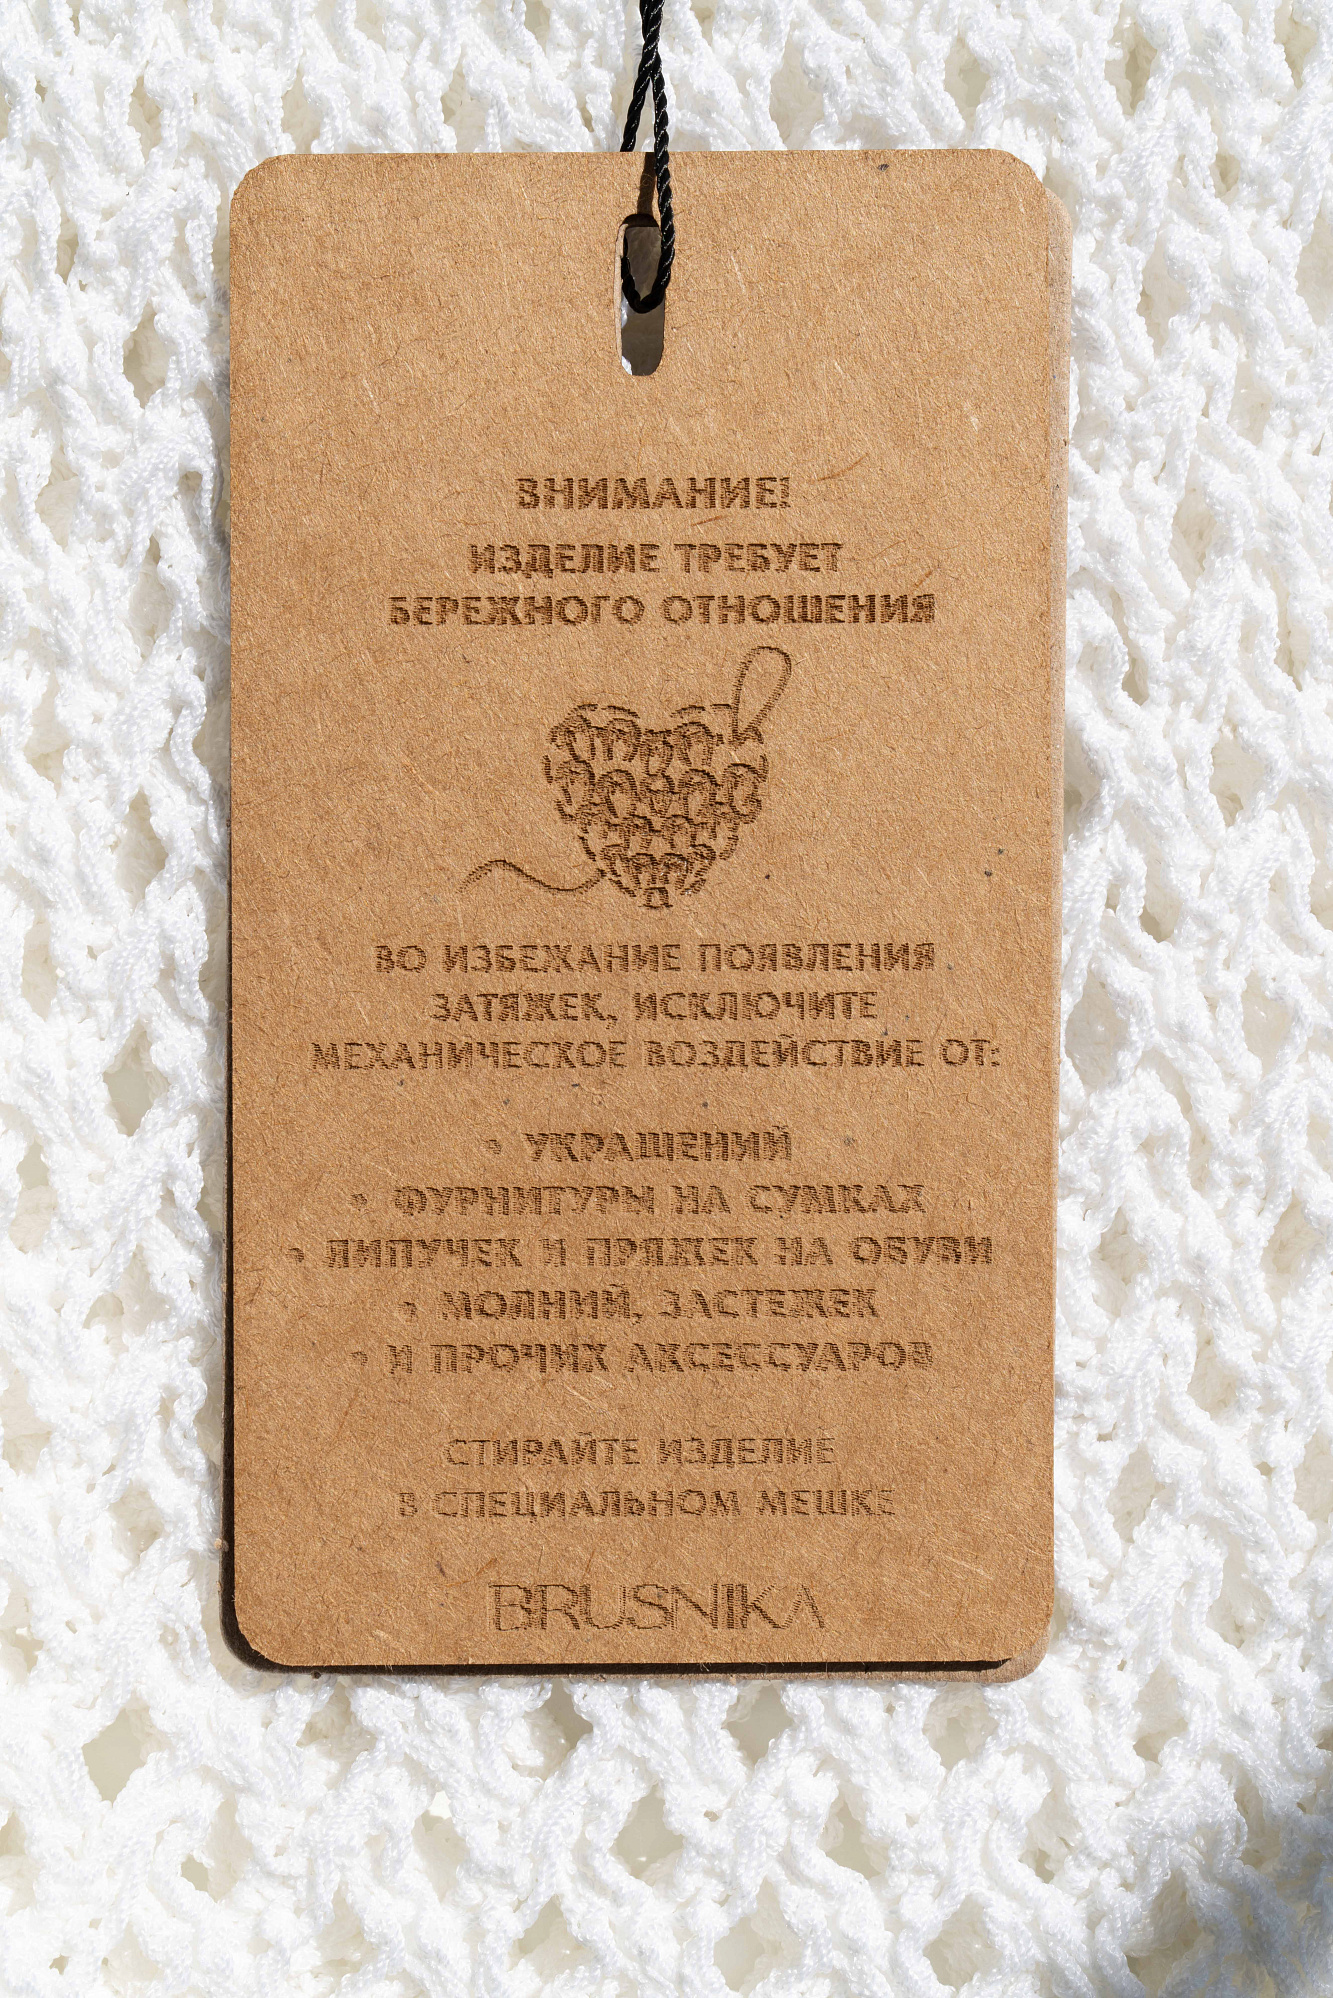 ВНИМАНИЕ!
ИЗДЕЛИЕ ТРЕБУЕТ
БЕРЕЖНОГО ОТНОШЕНИЯ
ВО ИЗБЕЖАНИЕ ПОЯВЛЕНИЯ
ЗАТЯЖЕК, ИСКЛЮЧИТЕ
МЕХАНИЧЕСКОЕ ВОЗДЕЙСТВИЕ ОТ:
• УКРАШЕНИЙ
• ФУРНИТУРЫ НА СУМКАХ
• ЛИПУЧЕК И ПРЯЖЕК НА ОБУВИ
• МОЛНИЙ, ЗАСТЕЖЕК
• И ПРОЧИХ АКСЕССУАРОВ
СТИРАЙТЕ ИЗДЕЛИЕ
В СПЕЦИАЛЬНОМ МЕШКЕ
BRUSNIKA